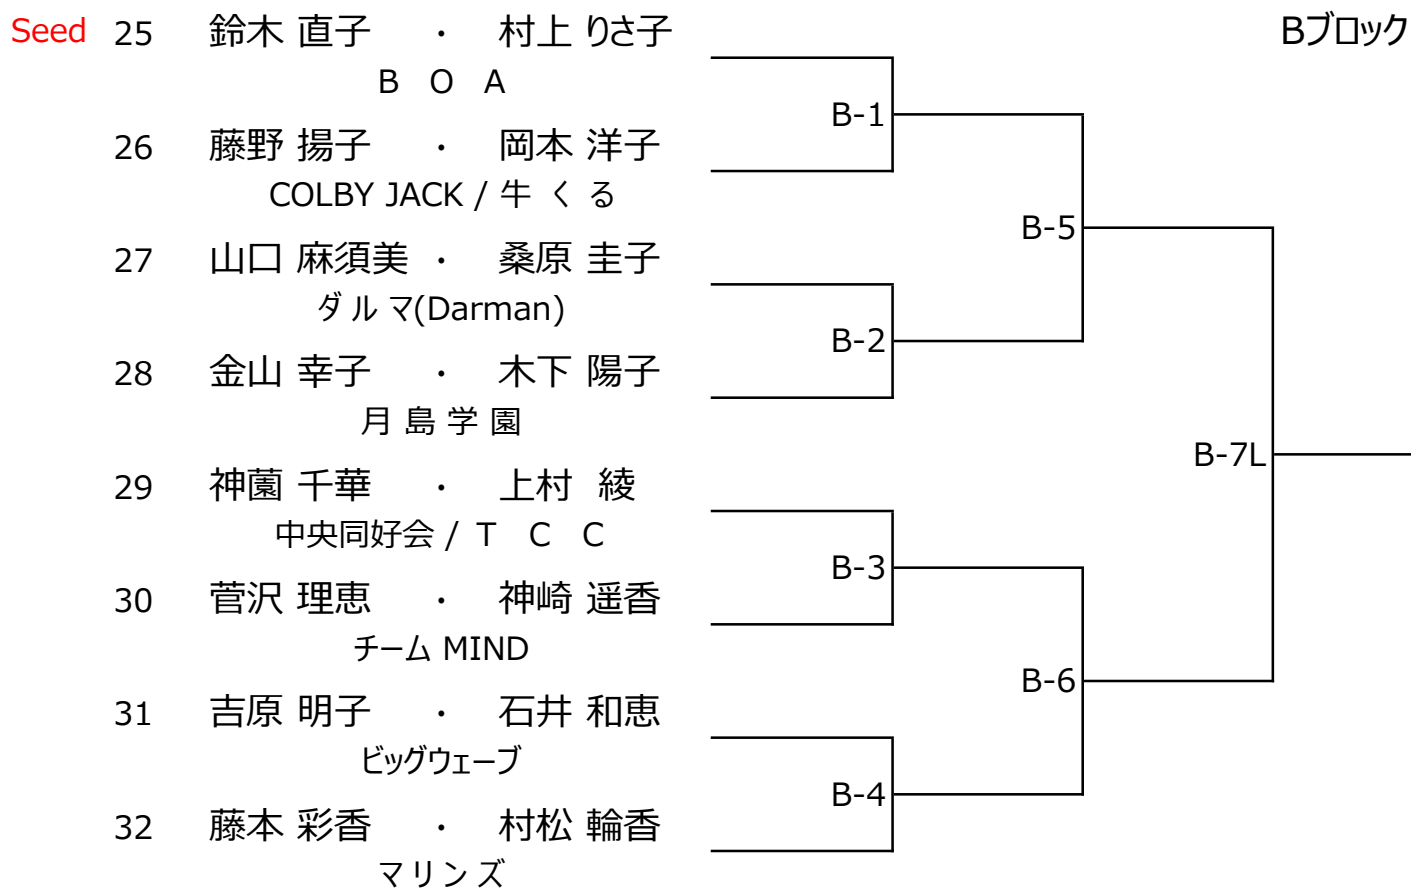 Seed 25 鈴木 直子 ・ 村上 りさ子 Bブロック
B O A
B-1
26 藤野 揚子 ・ 岡本 洋子
COLBY JACK / 牛 く る
B-5
27 山口 麻須美 ・ 桑原 圭子
ダ ル マ(Darman)
B-2
28 金山 幸子 ・ 木下 陽子
月 島 学 園
B-7L
29 神薗 千華 ・ 上村 綾
中央同好会 / T C C
B-3
30 菅沢 理恵 ・ 神崎 遥香
チーム MIND
B-6
31 吉原 明子 ・ 石井 和恵
ビッグウェーブ
B-4
32 藤本 彩香 ・ 村松 輪香
マ リ ン ズ